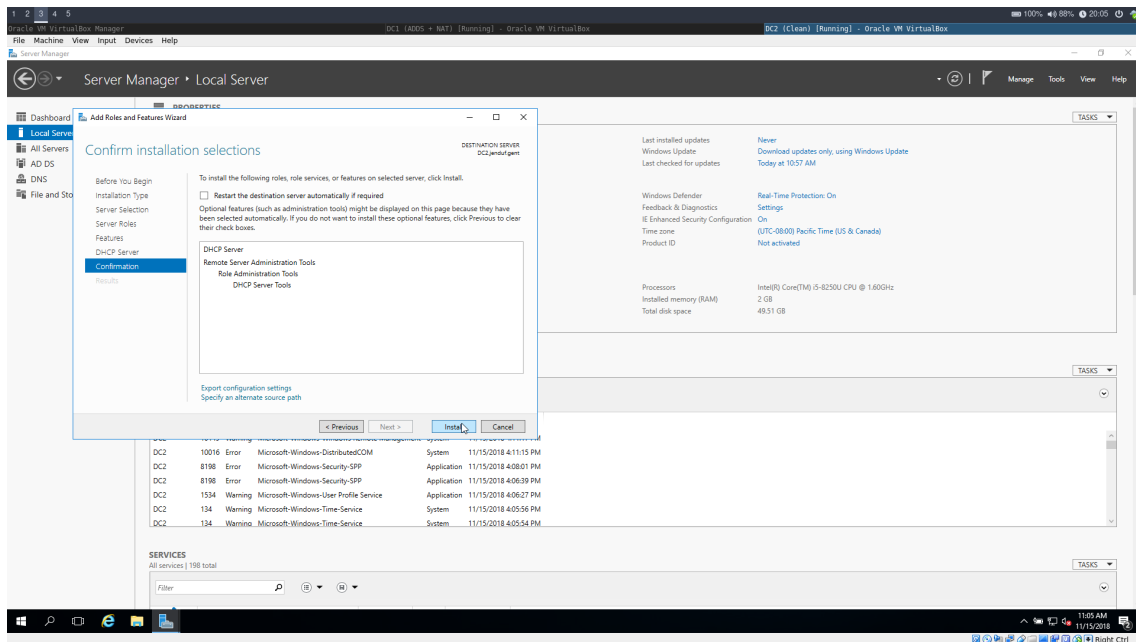 1 2 3 4 5
100% 88% 20:05
Oracle VM VirtualBox Manager
DC1 (ADDS + NAT) [Running] - Oracle VM VirtualBox
DC2 (Clean) [Running] - Oracle VM VirtualBox
File Machine View Input Devices Help
Server Manager
Server Manager • Local Server
Manage Tools View Help
Dashboard
Local Serve
All Servers
AD DS
DNS
File and Sto
PROPERTIES
TASKS
Add Roles and Features Wizard
Confirm installation selections
DESTINATION SERVER
DC2.jenduf.gent
Before You Begin
Installation Type
Server Selection
Server Roles
Features
DHCP Server
Confirmation
Results
To install the following roles, role services, or features on selected server, click Install.
Restart the destination server automatically if required
Optional features (such as administration tools) might be displayed on this page because they have
been selected automatically. If you do not want to install these optional features, click Previous to clear
their check boxes.
DHCP Server
Remote Server Administration Tools
Role Administration Tools
DHCP Server Tools
Export configuration settings
Specify an alternate source path
< Previous Next > Install Cancel
Last installed updates Never
Windows Update Download updates only, using Windows Update
Last checked for updates Today at 10:57 AM
Windows Defender Real-Time Protection: On
Feedback & Diagnostics Settings
IE Enhanced Security Configuration On
Time zone (UTC-08:00) Pacific Time (US & Canada)
Product ID Not activated
Processors Intel(R) Core(TM) i5-8250U CPU @ 1.60GHz
Installed memory (RAM) 2 GB
Total disk space 49.51 GB
TASKS
DC2 10016 Error Microsoft-Windows-DistributedCOM System 11/15/2018 4:11:15 PM
DC2 8198 Error Microsoft-Windows-Security-SPP Application 11/15/2018 4:08:01 PM
DC2 8198 Error Microsoft-Windows-Security-SPP Application 11/15/2018 4:06:39 PM
DC2 1534 Warning Microsoft-Windows-User Profile Service Application 11/15/2018 4:06:27 PM
DC2 134 Warning Microsoft-Windows-Time-Service System 11/15/2018 4:05:56 PM
DC2 134 Warning Microsoft-Windows-Time-Service System 11/15/2018 4:05:54 PM
SERVICES
All services | 198 total
TASKS
Filter
11:05 AM
11/15/2018
Right Ctrl